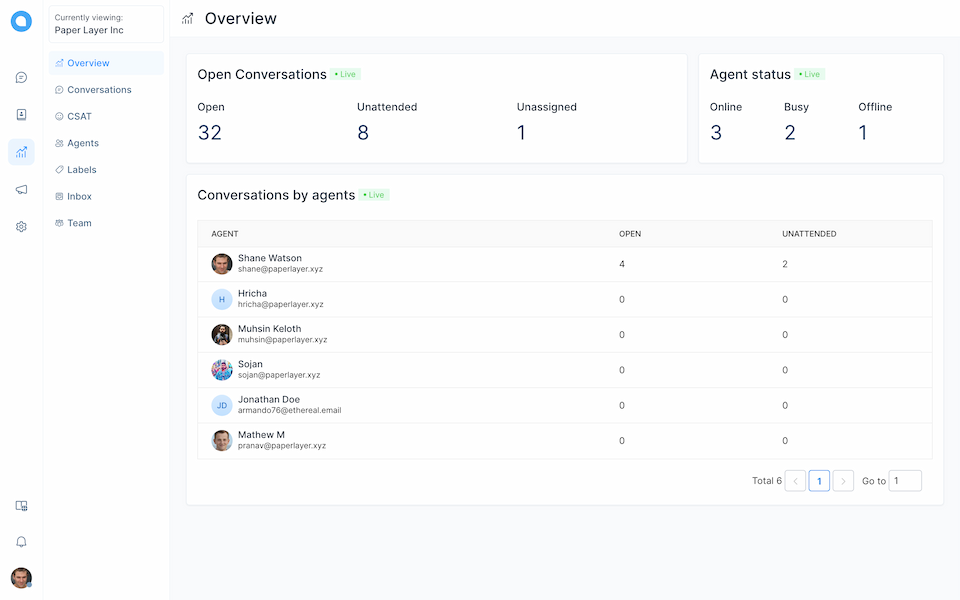 Currently viewing:
Paper Layer Inc
Overview
Conversations
CSAT
Agents
Labels
Inbox
Team
Overview
Open Conversations • Live
Open Unattended Unassigned
32 8 1
Agent status • Live
Online Busy Offline
3 2 1
Conversations by agents • Live
AGENT OPEN UNATTENDED
Shane Watson
shane@paperlayer.xyz
4 2
H
Hricha
hricha@paperlayer.xyz
0 0
Muhsin Keloth
muhsin@paperlayer.xyz
0 0
Sojan
sojan@paperlayer.xyz
0 0
JD
Jonathan Doe
armando76@ethereal.email
0 0
Mathew M
pranav@paperlayer.xyz
0 0
Total 6 < 1 > Go to 1